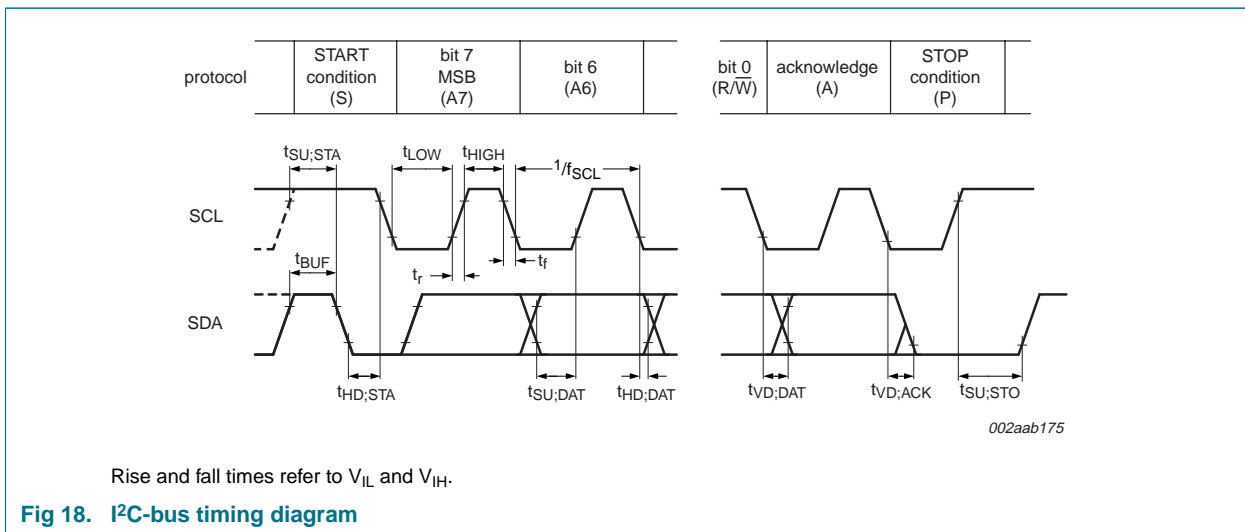 protocol
START condition (S)
bit 7 MSB (A7)
bit 6 (A6)
bit 0 (R/W̅)
acknowledge (A)
STOP condition (P)
tSU;STA
tLOW
tHIGH
1/fSCL
SCL
tBUF
tr
tf
SDA
tHD;STA
tSU;DAT
tHD;DAT
tVD;DAT
tVD;ACK
tSU;STO
002aab175
Rise and fall times refer to VIL and VIH.
Fig 18. I²C-bus timing diagram